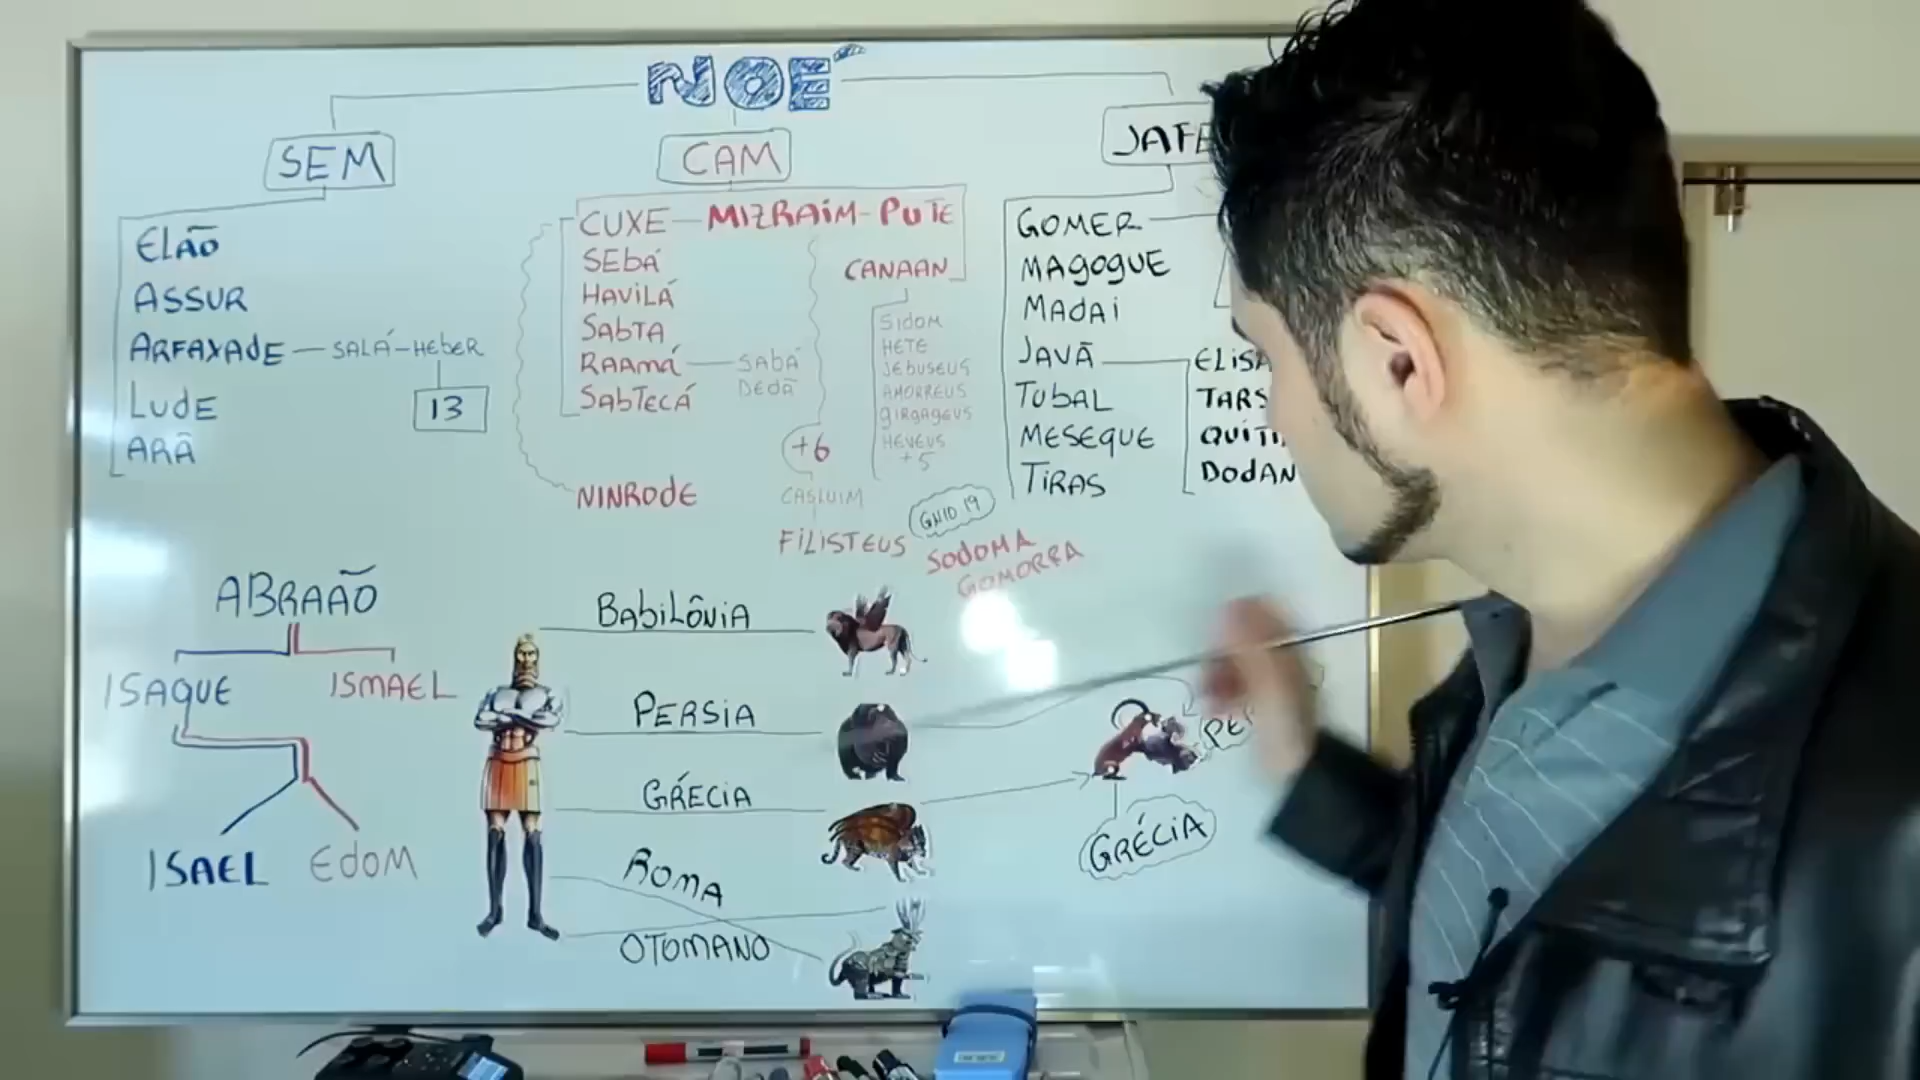 NOÉ
SEM
CAM
JAFE
ELÃO
ASSUR
ARFAXADE — SALÁ – HEBER
13
LUDE
ARÃ
CUXE — MIZRAIM – PUTE
SEBÁ
HAVILÁ
SABTA
RAAMÁ — SABÁ
DEDÃ
SABTECÁ
NINRODE
+6
CASLUIM
FILISTEUS
CANAAN
SIDOM
HETE
JEBUSEUS
AMORREUS
GIRGAGEUS
HEVEUS
+5
GN10 19
SODOMA
GOMORRA
GOMER
MAGOGUE
MADAI
JAVÃ
TUBAL
MESEQUE
TIRAS
ELISA
TARS
QUITI
DODAN
ABRAÃO
ISAQUE
ISMAEL
ISAEL
EDOM
BABILÔNIA
PERSIA
GRÉCIA
ROMA
OTOMANO
PE
GRÉCIA